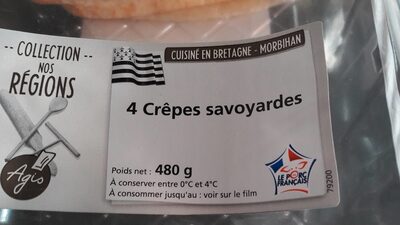 -- COLLECTION --
NOS
RÉGIONS
Agis
CUISINÉ EN BRETAGNE - MORBIHAN
4 Crêpes savoyardes
Poids net : 480 g
À conserver entre 0°C et 4°C
À consommer jusqu'au : voir sur le film
LE PORC
FRANÇAIS
79200